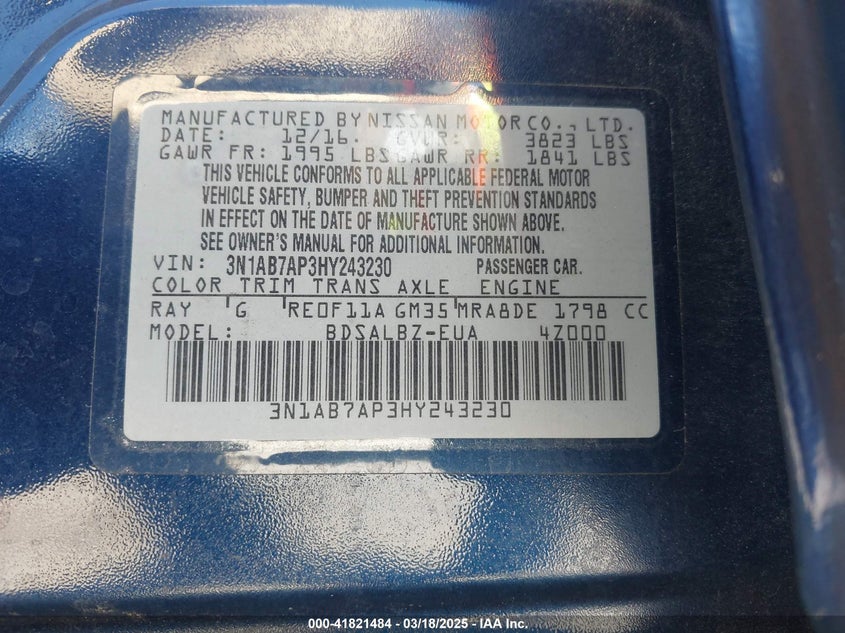 MANUFACTURED BY NISSAN MOTOR CO., LTD.
DATE: 12/16. GVWR: 3823 LBS
GAWR FR: 1995 LBS GAWR RR: 1841 LBS
THIS VEHICLE CONFORMS TO ALL APPLICABLE FEDERAL MOTOR
VEHICLE SAFETY, BUMPER AND THEFT PREVENTION STANDARDS
IN EFFECT ON THE DATE OF MANUFACTURE SHOWN ABOVE.
SEE OWNER'S MANUAL FOR ADDITIONAL INFORMATION.
VIN: 3N1AB7AP3HY243230 PASSENGER CAR.
COLOR TRIM TRANS AXLE ENGINE
RAY G RE0F11A GM35 MRA8DE 1798 CC
MODEL: BDSALBZ-EUA 4Z000
3N1AB7AP3HY243230
000-41821484 | 03/18/2025 - IAA Inc.